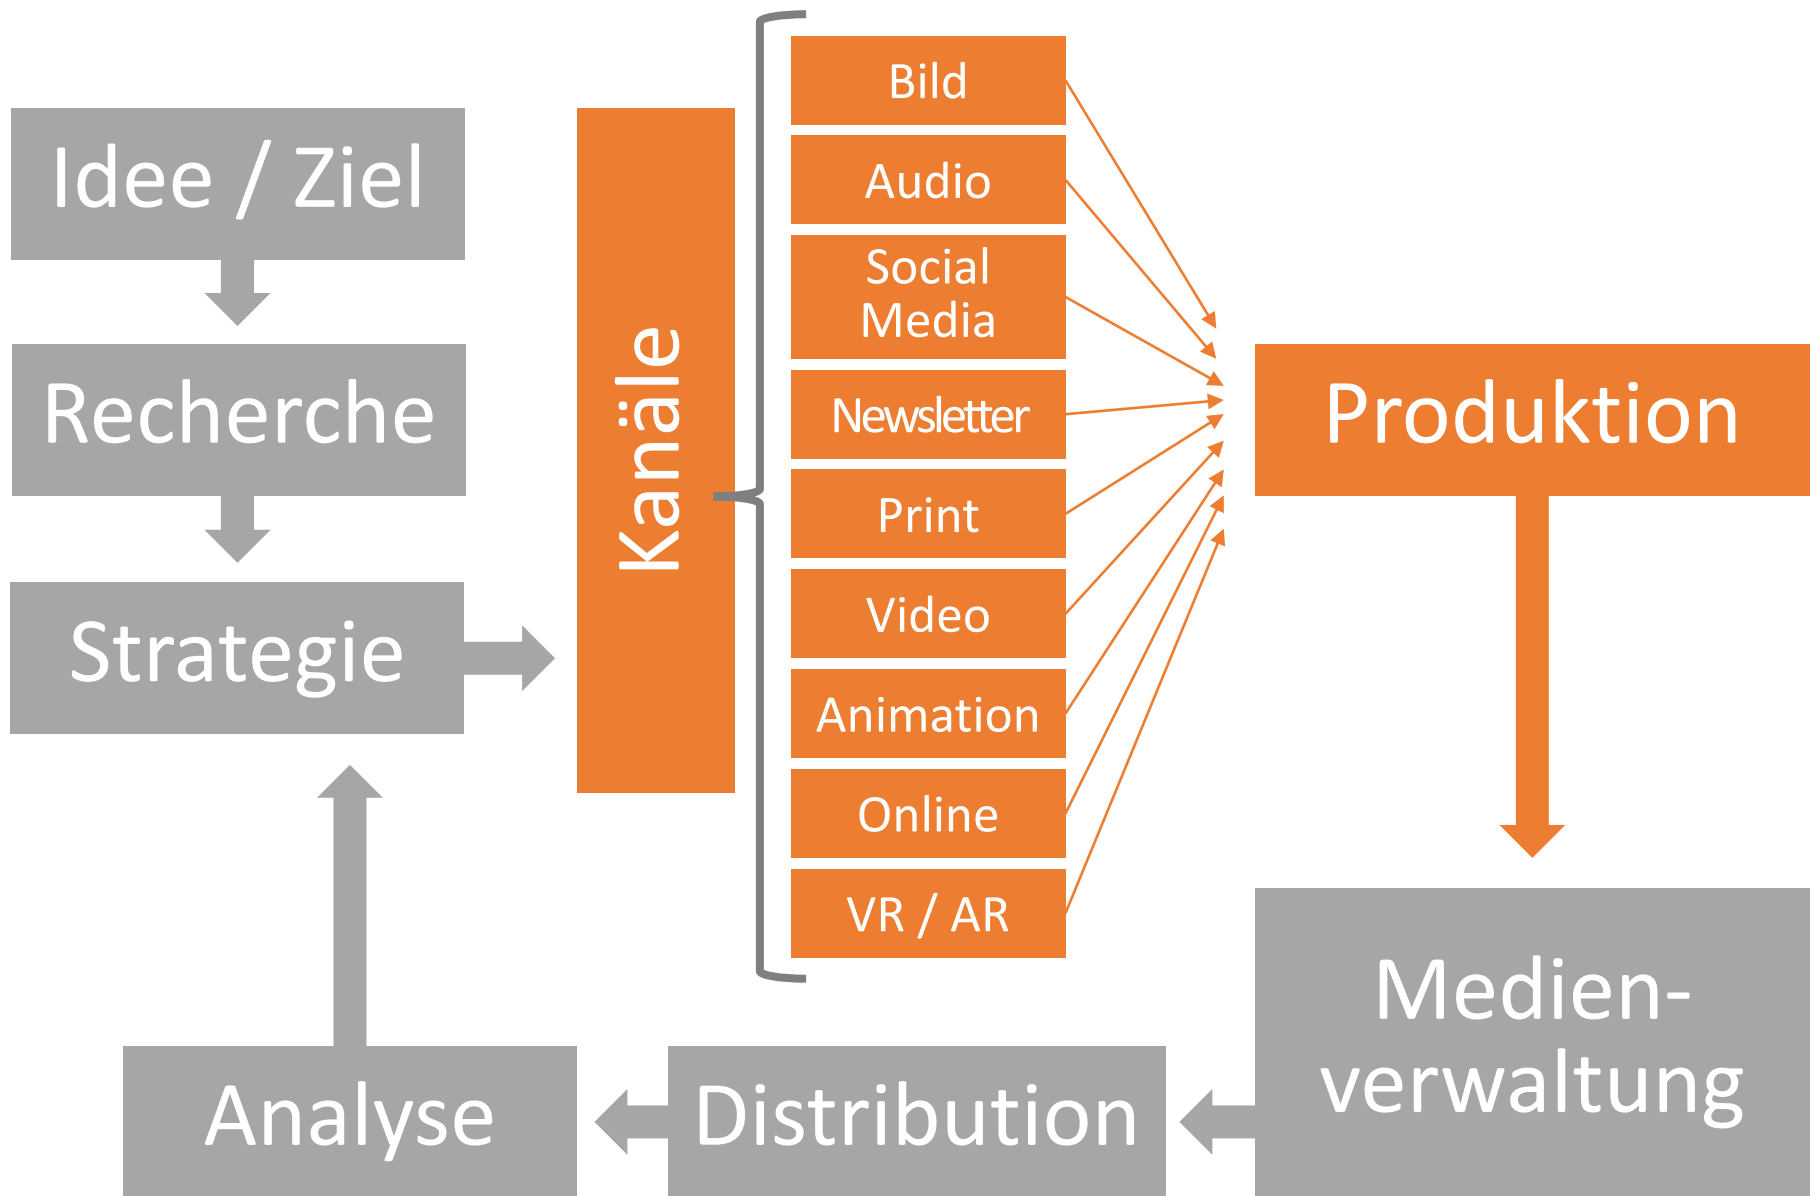 Idee / Ziel
Recherche
Strategie
Kanäle
Bild
Audio
Social
Media
Newsletter
Print
Video
Animation
Online
VR / AR
Produktion
Medien-
verwaltung
Distribution
Analyse